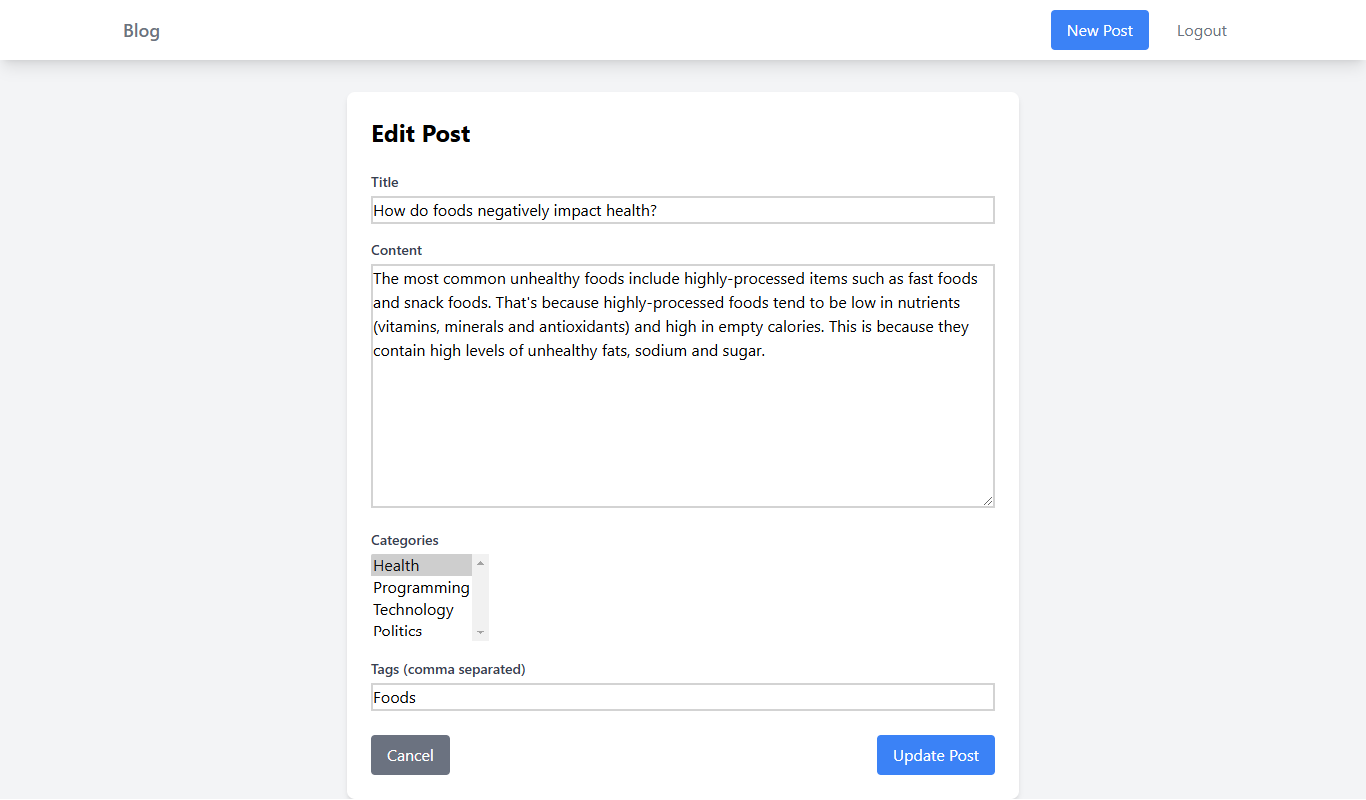 Blog
New Post
Logout
Edit Post
Title
How do foods negatively impact health?
Content
The most common unhealthy foods include highly-processed items such as fast foods
and snack foods. That's because highly-processed foods tend to be low in nutrients
(vitamins, minerals and antioxidants) and high in empty calories. This is because they
contain high levels of unhealthy fats, sodium and sugar.
Categories
Health
Programming
Technology
Politics
Tags (comma separated)
Foods
Cancel
Update Post